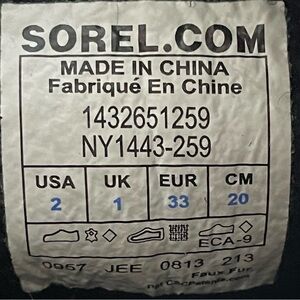 SOREL.COM
MADE IN CHINA
Fabriqué En Chine
1432651259
NY1443-259
USA UK EUR CM
2 1 33 20
ECA-9
0957 JEE 0813 213
Faux Fur